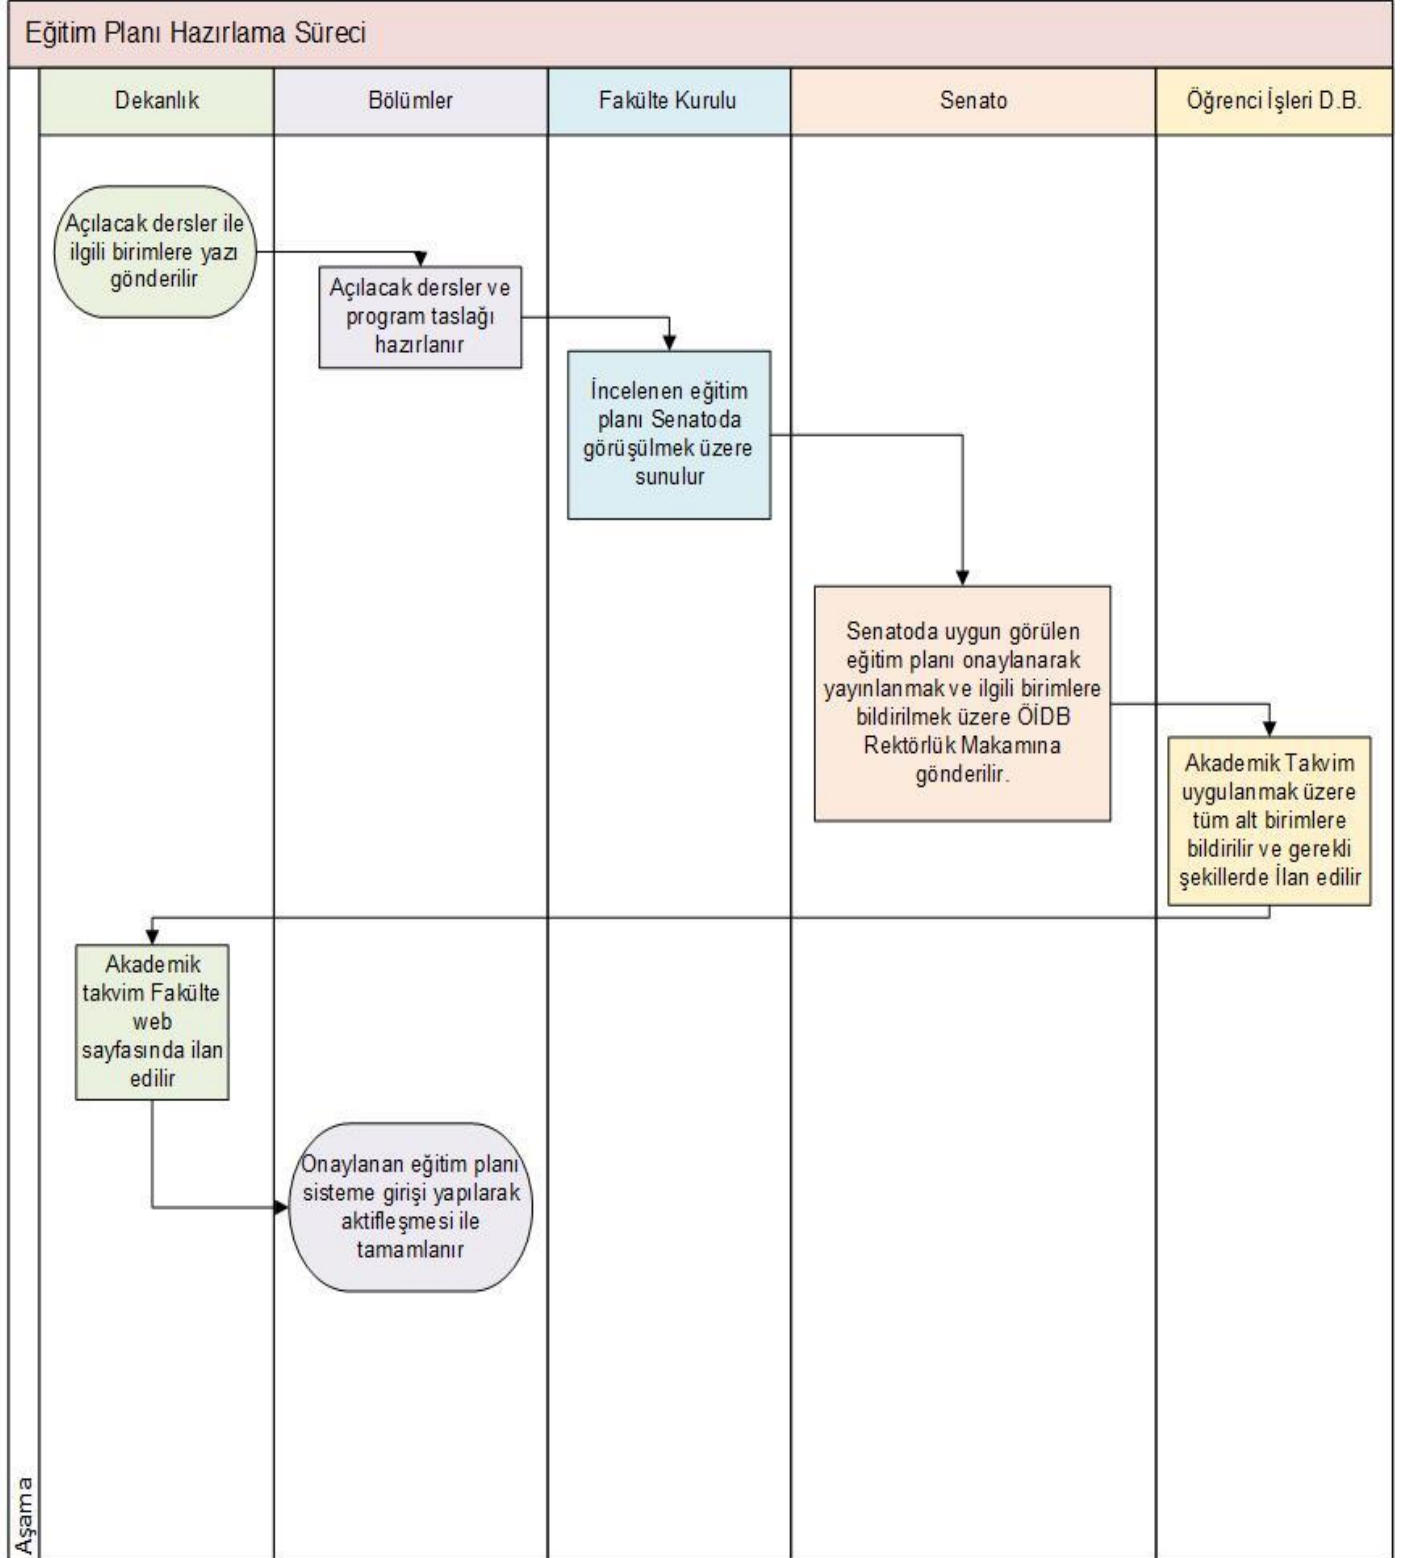 Eğitim Planı Hazırlama Süreci
Dekanlık
Bölümler
Fakülte Kurulu
Senato
Öğrenci İşleri D.B.
Açılacak dersler ile
ilgili birimlere yazı
gönderilir
Açılacak dersler ve
program taslağı
hazırlanır
İncelenen eğitim
planı Senatoda
görüşülmek üzere
sunulur
Senatoda uygun görülen
eğitim planı onaylanarak
yayınlanmak ve ilgili birimlere
bildirilmek üzere ÖİDB
Rektörlük Makamına
gönderilir.
Akademik Takvim
uygulanmak üzere
tüm alt birimlere
bildirilir ve gerekli
şekillerde İlan edilir
Akademik
takvim Fakülte
web
sayfasında ilan
edilir
Onaylanan eğitim planı
sisteme girişi yapılarak
aktifleşmesi ile
tamamlanır
Aşama